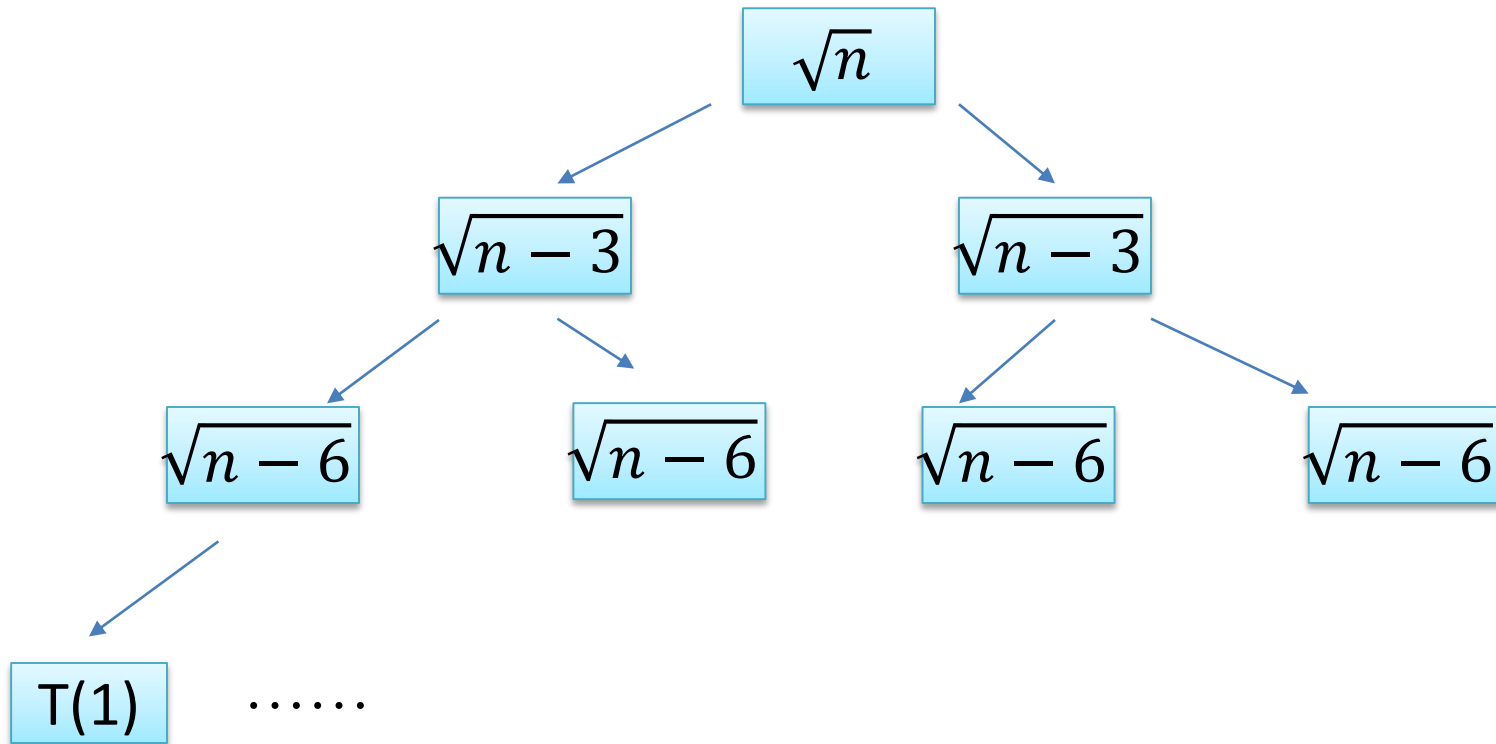 √n
√n − 3 √n − 3
√n − 6 √n − 6 √n − 6 √n − 6
T(1) ······